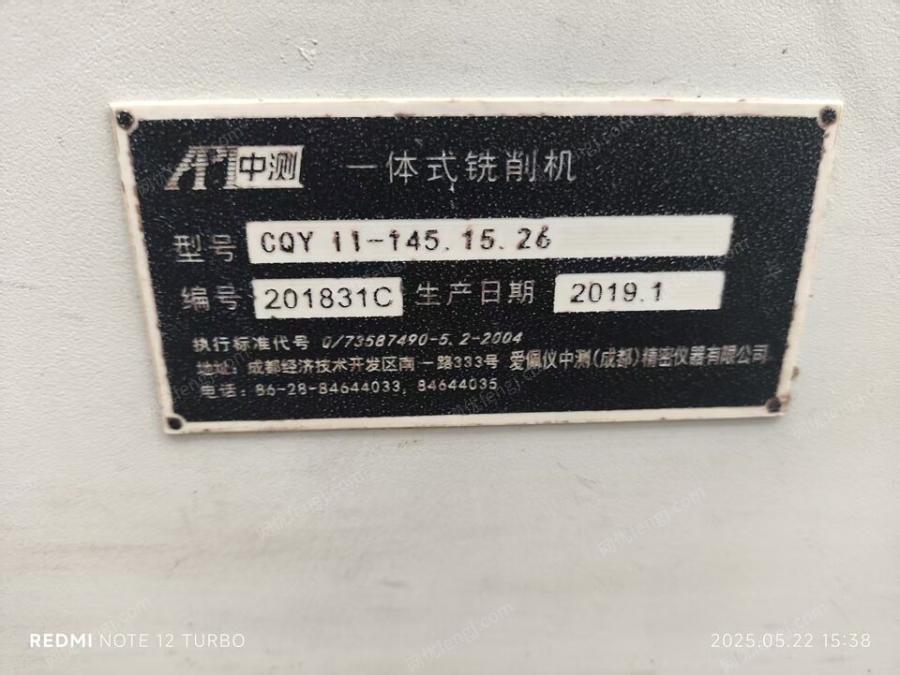 API 中测 一体式铣削机
型号 CQY 11-145.15.26
编号 201831C 生产日期 2019.1
执行标准代号 Q/73587490-5.2-2004
地址: 成都经济技术开发区南一路333号 爱佩仪中测(成都)精密仪器有限公司
电话: 86-28-84644033, 84644035
REDMI NOTE 12 TURBO
2025.05.22 15:38